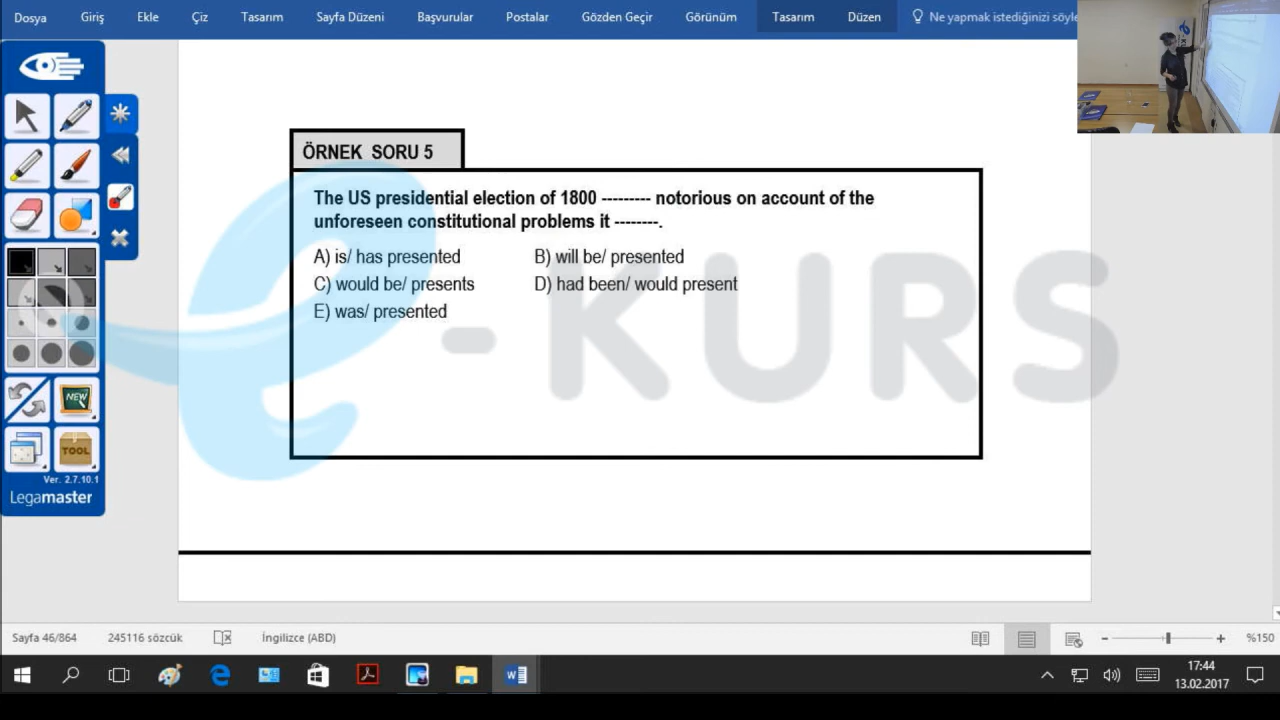 Dosya Giriş Ekle Çiz Tasarım Sayfa Düzeni Başvurular Postalar Gözden Geçir Görünüm Tasarım Düzen Ne yapmak istediğinizi söyle
ÖRNEK SORU 5
The US presidential election of 1800 --------- notorious on account of the
unforeseen constitutional problems it --------.
A) is/ has presented B) will be/ presented
C) would be/ presents D) had been/ would present
E) was/ presented
e-KURS
NEW
TOOL
Ver. 2.7.10.1
Legamaster
Sayfa 46/864 245116 sözcük İngilizce (ABD) %150
17:44
13.02.2017